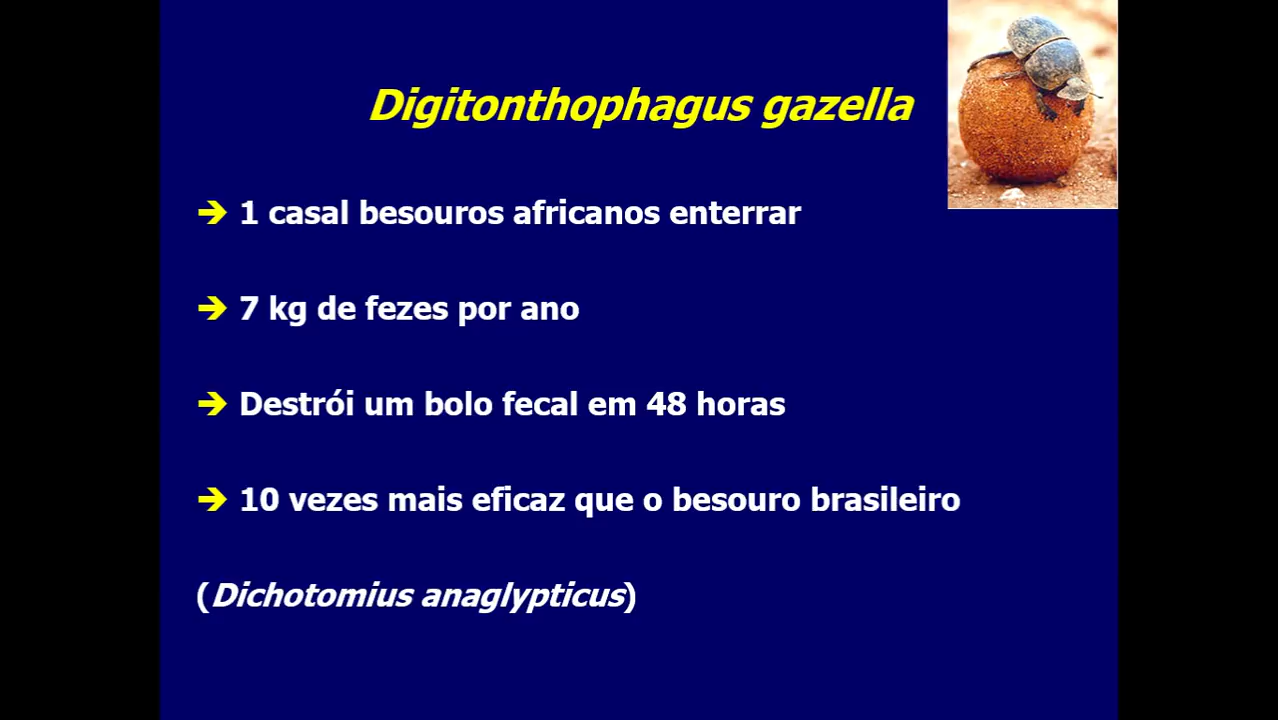 Digitonthophagus gazella
➔ 1 casal besouros africanos enterrar
➔ 7 kg de fezes por ano
➔ Destrói um bolo fecal em 48 horas
➔ 10 vezes mais eficaz que o besouro brasileiro
(Dichotomius anaglypticus)